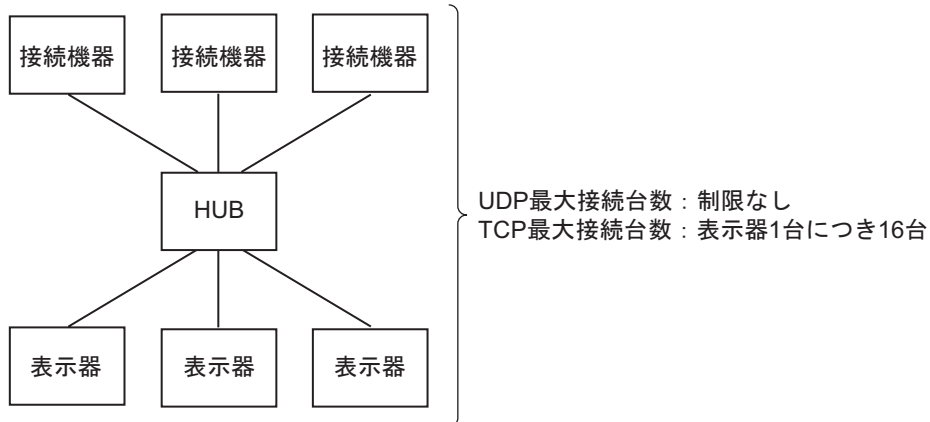 接続機器
接続機器
接続機器
HUB
UDP最大接続台数：制限なし
TCP最大接続台数：表示器1台につき16台
表示器
表示器
表示器